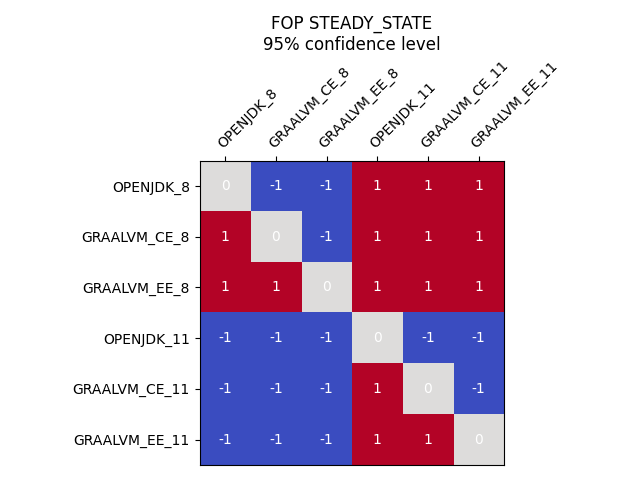 FOP STEADY_STATE
95% confidence level
OPENJDK_8 GRAALVM_CE_8 GRAALVM_EE_8 OPENJDK_11 GRAALVM_CE_11 GRAALVM_EE_11
OPENJDK_8 0 -1 -1 1 1 1
GRAALVM_CE_8 1 0 -1 1 1 1
GRAALVM_EE_8 1 1 0 1 1 1
OPENJDK_11 -1 -1 -1 0 -1 -1
GRAALVM_CE_11 -1 -1 -1 1 0 -1
GRAALVM_EE_11 -1 -1 -1 1 1 0